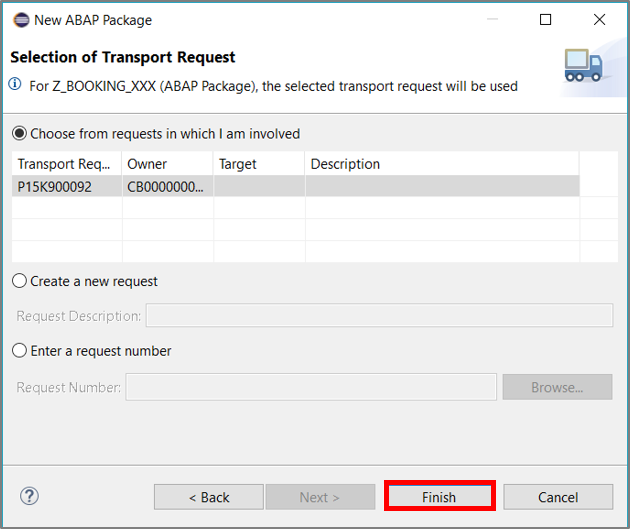 New ABAP Package
Selection of Transport Request
For Z_BOOKING_XXX (ABAP Package), the selected transport request will be used
Choose from requests in which I am involved
Transport Req... Owner Target Description
P15K900092 CB0000000...
Create a new request
Request Description:
Enter a request number
Request Number: Browse...
? < Back Next > Finish Cancel